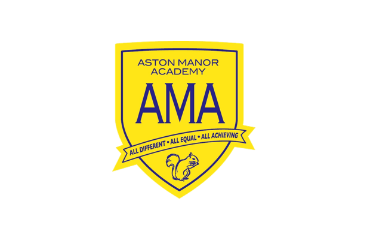 ASTON MANOR
ACADEMY
AMA
ALL DIFFERENT • ALL EQUAL • ALL ACHIEVING